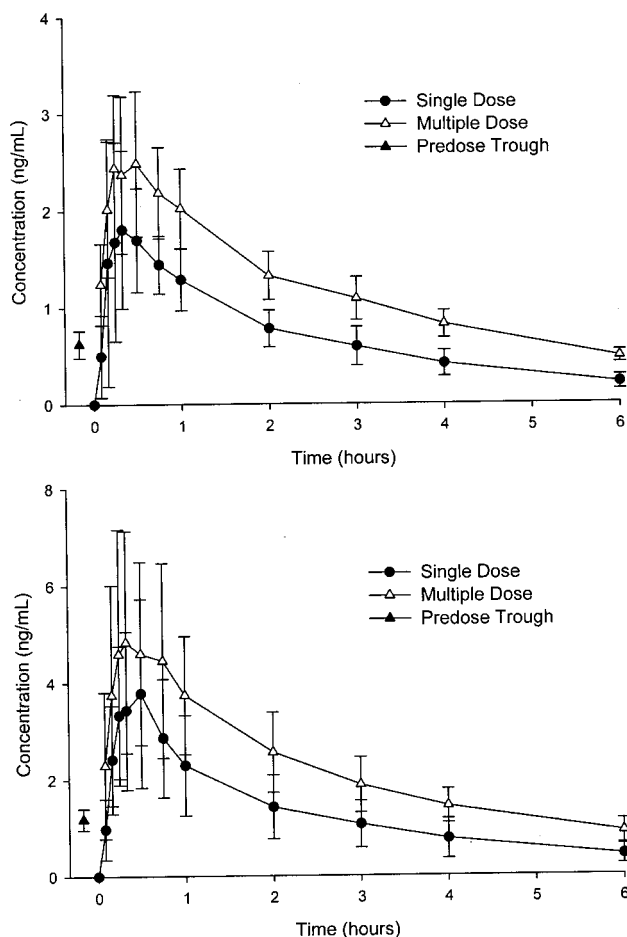 4
3
2
1
0
Concentration (ng/mL)
Single Dose
Multiple Dose
Predose Trough
0 1 2 3 4 5 6
Time (hours)
8
6
4
2
0
Concentration (ng/mL)
Single Dose
Multiple Dose
Predose Trough
0 1 2 3 4 5 6
Time (hours)